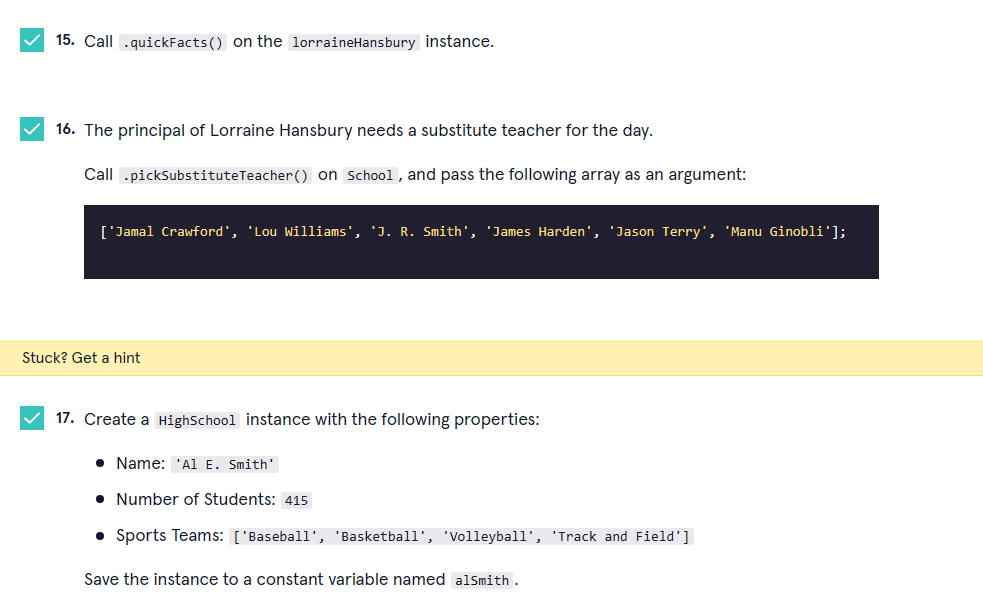 15. Call .quickFacts() on the lorraineHansbury instance.
16. The principal of Lorraine Hansbury needs a substitute teacher for the day.
Call .pickSubstituteTeacher() on School, and pass the following array as an argument:
['Jamal Crawford', 'Lou Williams', 'J. R. Smith', 'James Harden', 'Jason Terry', 'Manu Ginobli'];
Stuck? Get a hint
17. Create a HighSchool instance with the following properties:
Name: 'Al E. Smith'
Number of Students: 415
Sports Teams: ['Baseball', 'Basketball', 'Volleyball', 'Track and Field']
Save the instance to a constant variable named alSmith.